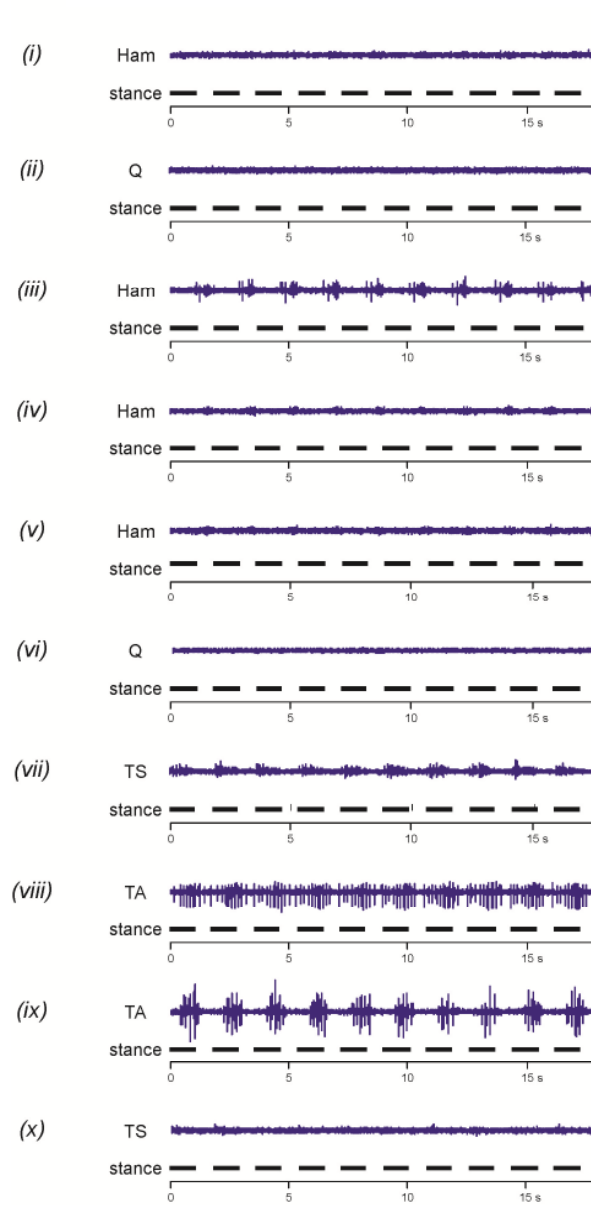 (i) Ham
stance
0 5 10 15 s
(ii) Q
stance
0 5 10 15 s
(iii) Ham
stance
0 5 10 15 s
(iv) Ham
stance
0 5 10 15 s
(v) Ham
stance
0 5 10 15 s
(vi) Q
stance
0 5 10 15 s
(vii) TS
stance
0 5 10 15 s
(viii) TA
stance
0 5 10 15 s
(ix) TA
stance
0 5 10 15 s
(x) TS
stance
0 5 10 15 s